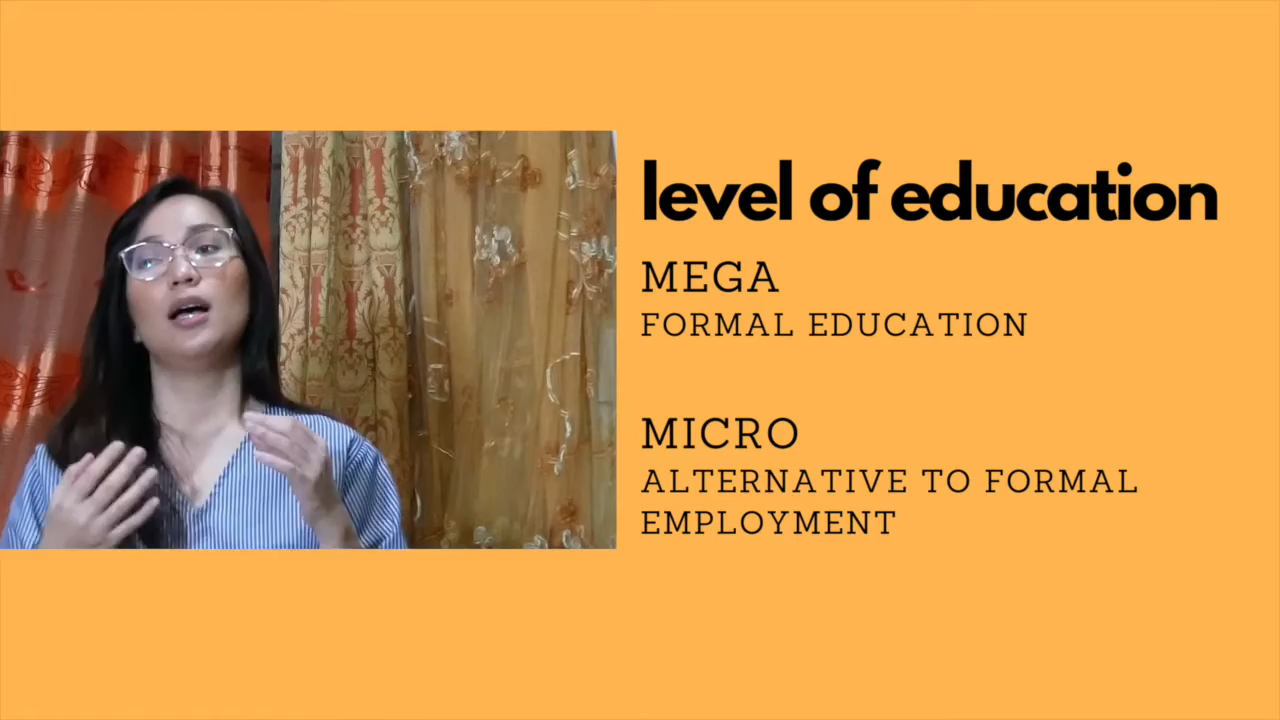 level of education
MEGA
FORMAL EDUCATION
MICRO
ALTERNATIVE TO FORMAL
EMPLOYMENT